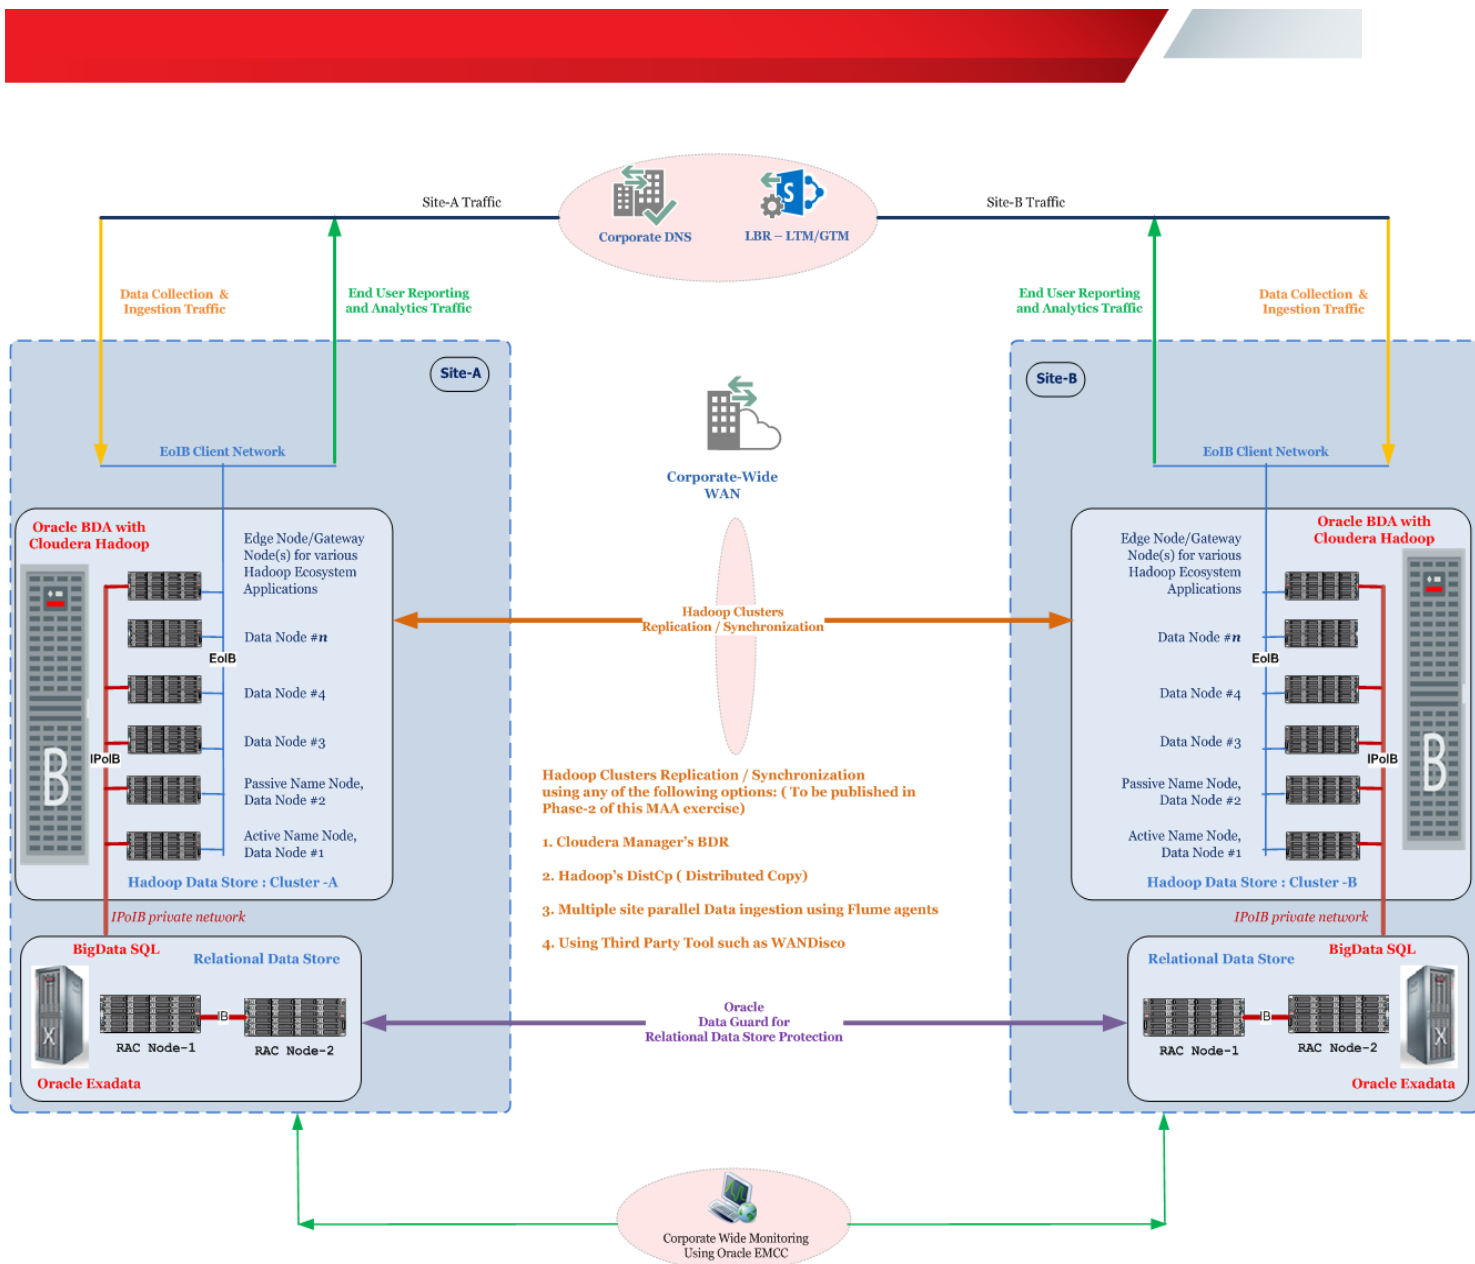 Site-A Traffic
Site-B Traffic
Corporate DNS
LBR – LTM/GTM
Data Collection &
Ingestion Traffic
End User Reporting
and Analytics Traffic
End User Reporting
and Analytics Traffic
Data Collection &
Ingestion Traffic
Site-A
EoIB Client Network
Oracle BDA with
Cloudera Hadoop
Edge Node/Gateway
Node(s) for various
Hadoop Ecosystem
Applications
Data Node #n
EoIB
Data Node #4
Data Node #3
IPoIB
B
Passive Name Node,
Data Node #2
Active Name Node,
Data Node #1
Hadoop Data Store : Cluster -A
IPoIB private network
BigData SQL
Relational Data Store
X
IB
RAC Node-1
RAC Node-2
Oracle Exadata
Corporate-Wide
WAN
Hadoop Clusters
Replication / Synchronization
Hadoop Clusters Replication / Synchronization
using any of the following options: ( To be published in
Phase-2 of this MAA exercise)
1. Cloudera Manager's BDR
2. Hadoop's DistCp ( Distributed Copy)
3. Multiple site parallel Data ingestion using Flume agents
4. Using Third Party Tool such as WANDisco
Oracle
Data Guard for
Relational Data Store Protection
Site-B
EoIB Client Network
Oracle BDA with
Cloudera Hadoop
Edge Node/Gateway
Node(s) for various
Hadoop Ecosystem
Applications
Data Node #n
EoIB
Data Node #4
Data Node #3
IPoIB
B
Passive Name Node,
Data Node #2
Active Name Node,
Data Node #1
Hadoop Data Store : Cluster -B
IPoIB private network
BigData SQL
Relational Data Store
IB
X
RAC Node-1
RAC Node-2
Oracle Exadata
Corporate Wide Monitoring
Using Oracle EMCC